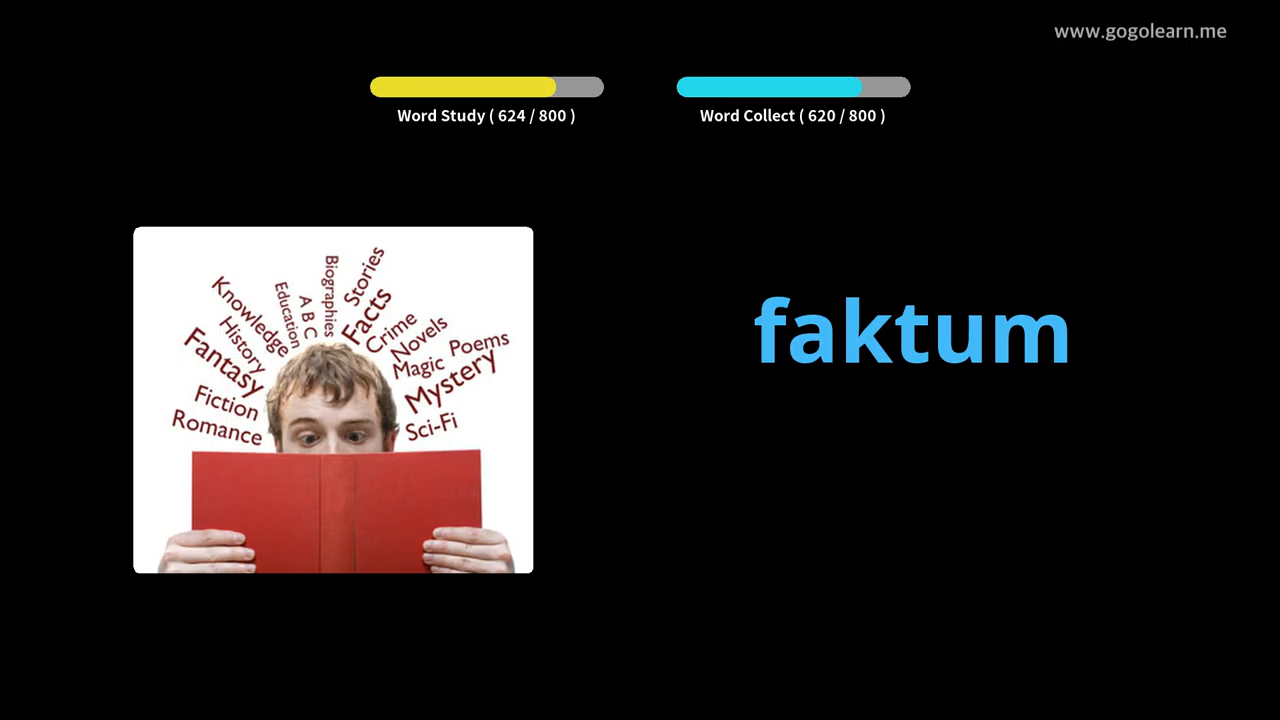 www.gogolearn.me
Word Study ( 624 / 800 )
Word Collect ( 620 / 800 )
faktum
Romance
Fiction
Fantasy
History
Knowledge
Education
A B C
Biographies
Stories
Facts
Crime
Novels
Magic
Poems
Mystery
Sci-Fi